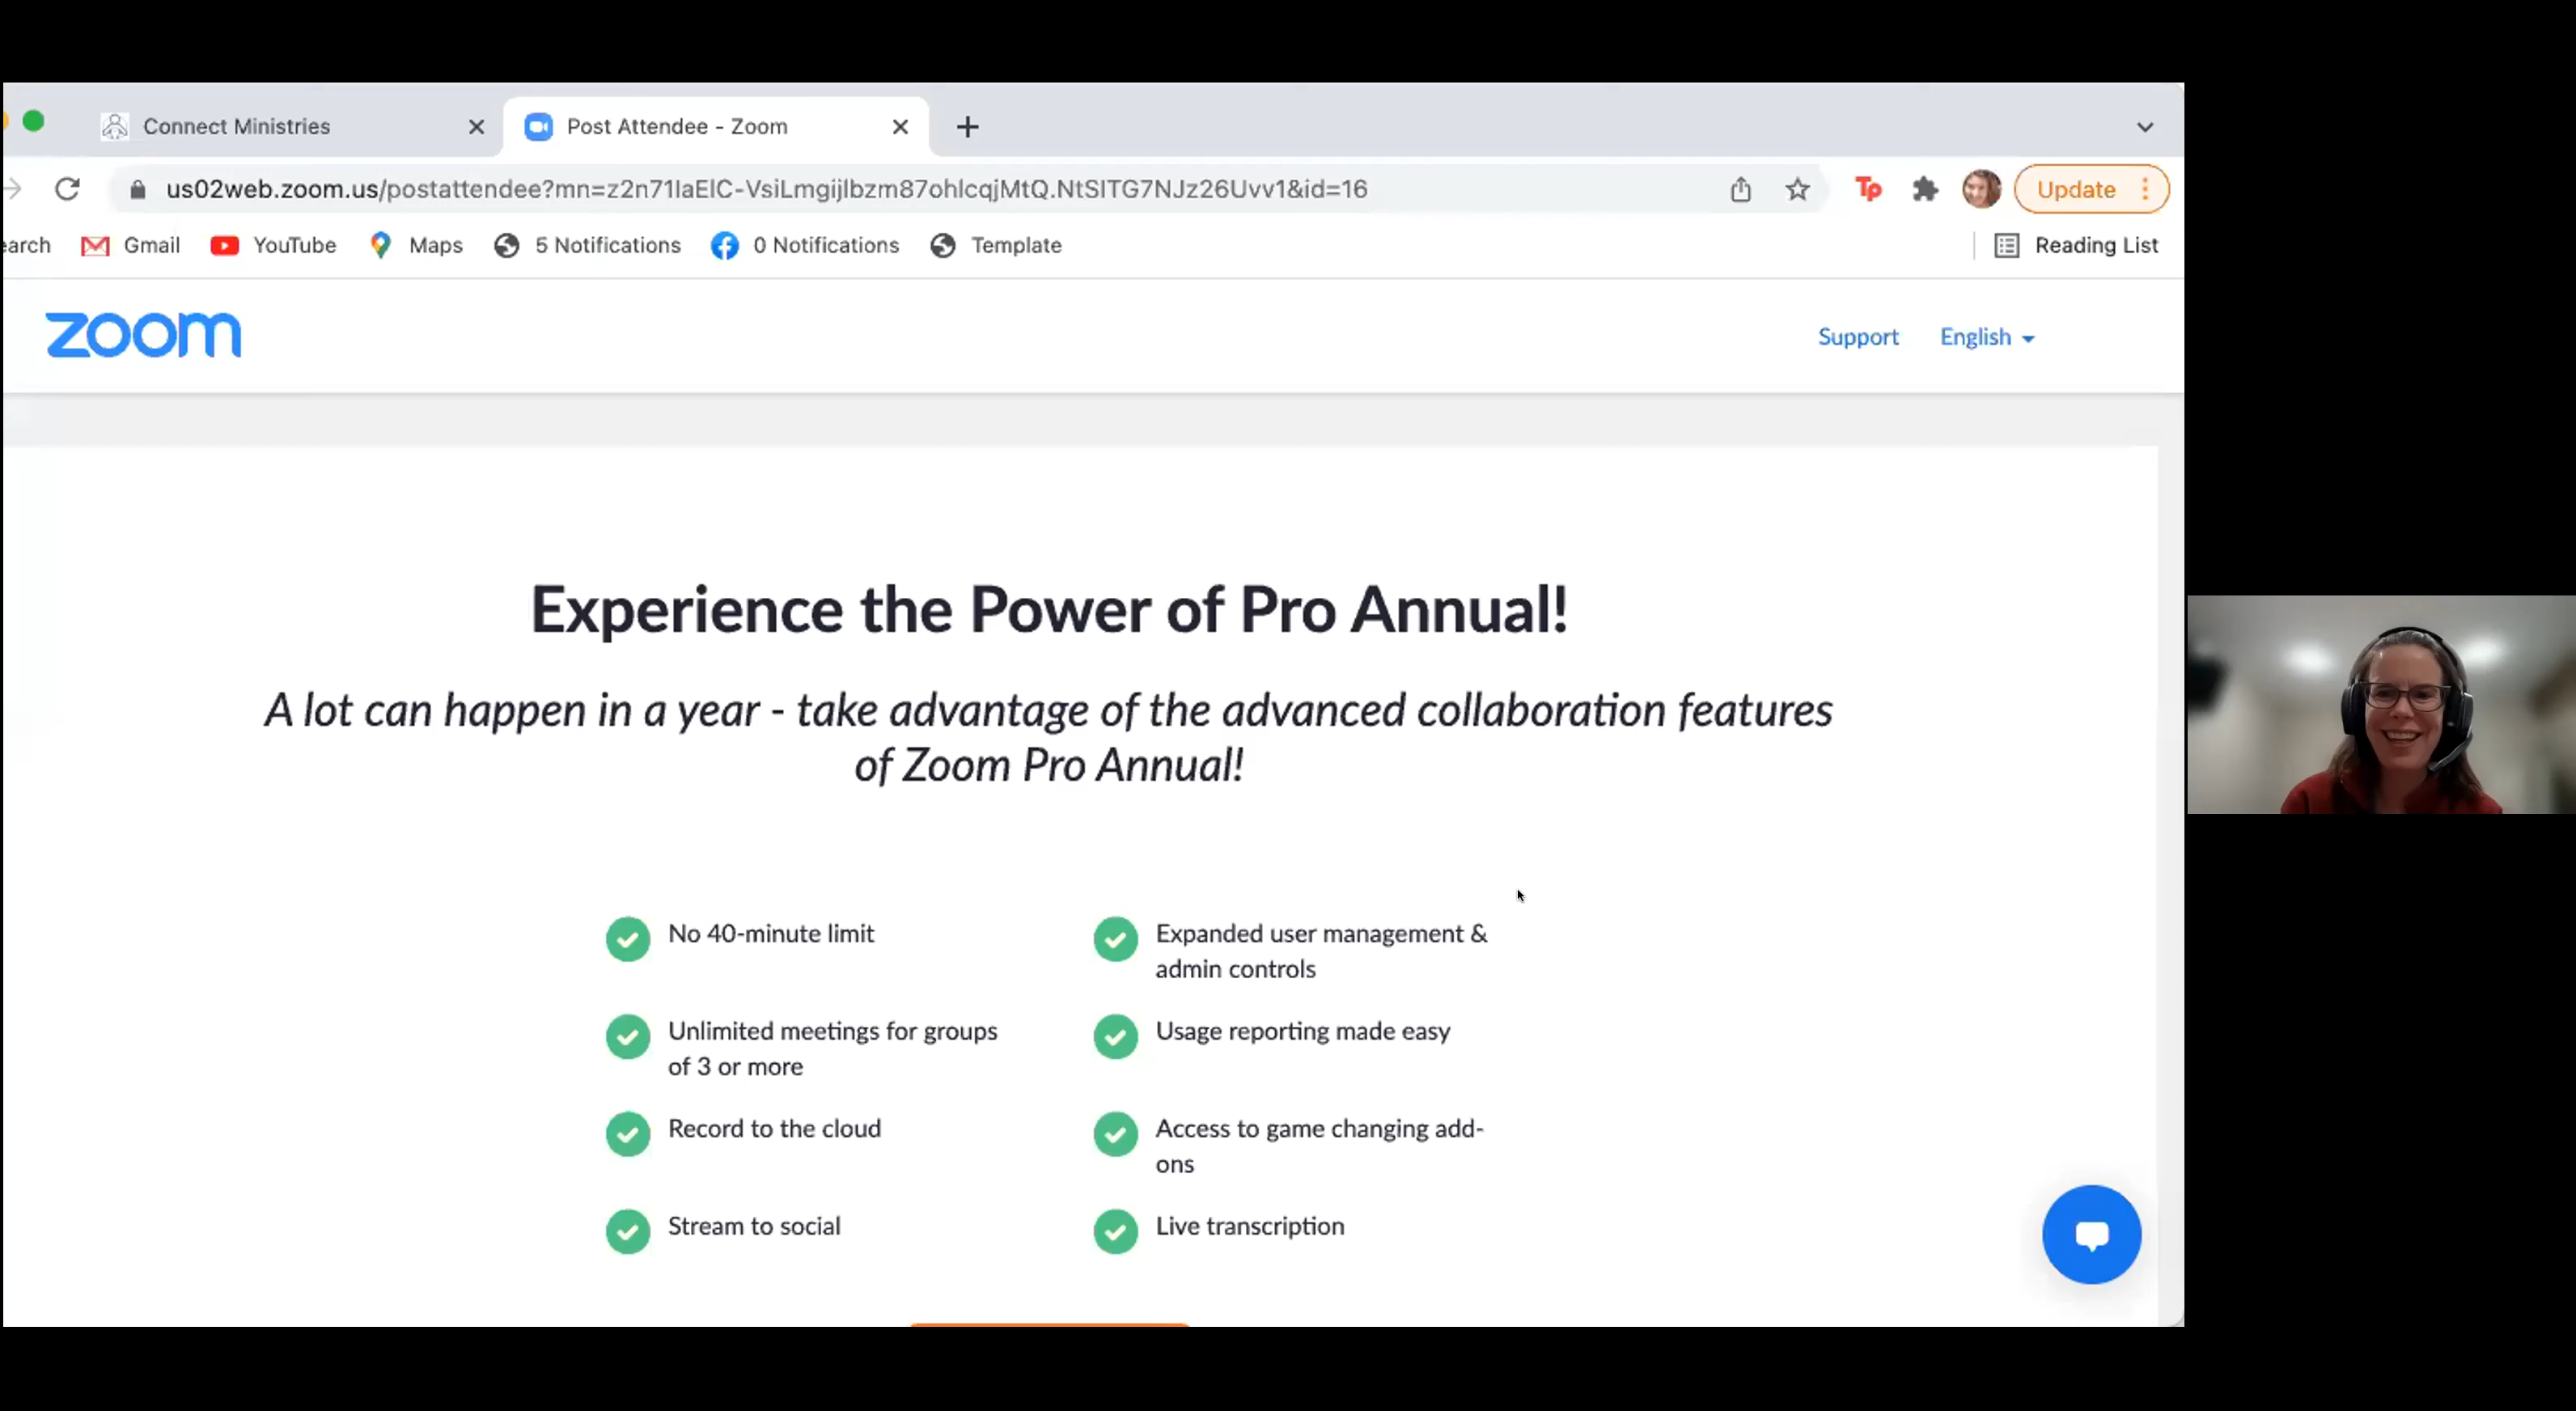 Connect Ministries
Post Attendee - Zoom
us02web.zoom.us/postattendee?mn=z2n71IaElC-VsiLmgijlbzm87ohlcqjMtQ.NtSITG7NJz26Uvv1&id=16
Tp
Update
earch
Gmail
YouTube
Maps
5 Notifications
0 Notifications
Template
Reading List
zoom
Support
English
Experience the Power of Pro Annual!
A lot can happen in a year - take advantage of the advanced collaboration features
of Zoom Pro Annual!
No 40-minute limit
Expanded user management &
admin controls
Unlimited meetings for groups
of 3 or more
Usage reporting made easy
Record to the cloud
Access to game changing add-
ons
Stream to social
Live transcription